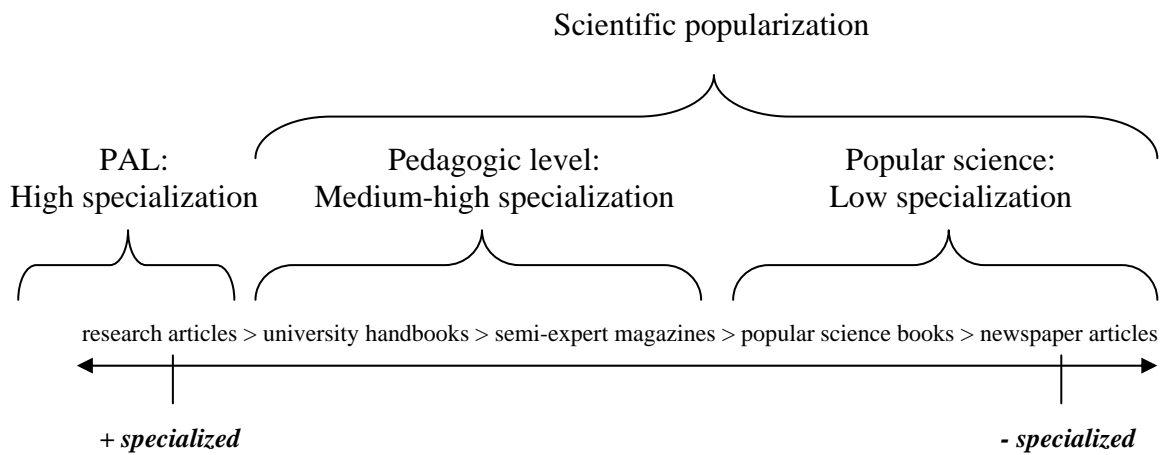 Scientific popularization
PAL:
High specialization
Pedagogic level:
Medium-high specialization
Popular science:
Low specialization
research articles > university handbooks > semi-expert magazines > popular science books > newspaper articles
+ specialized
- specialized